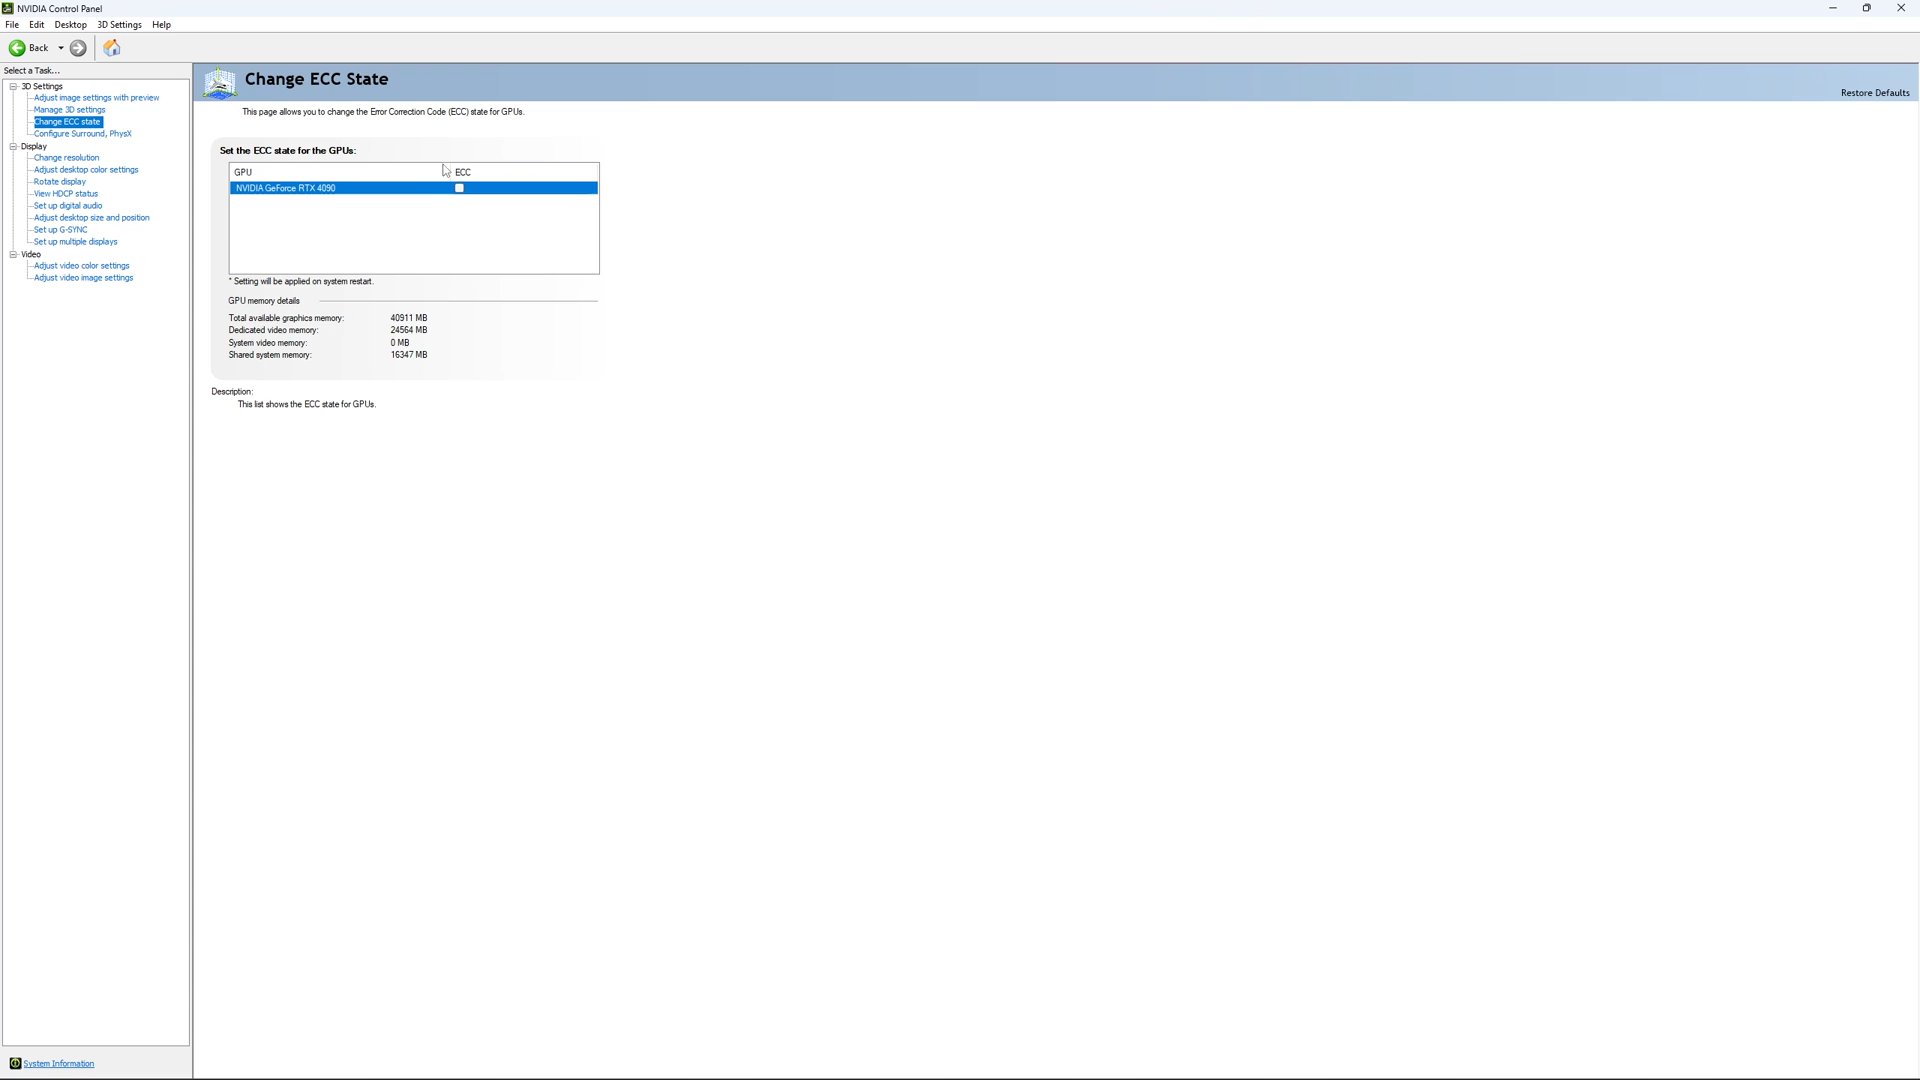 NVIDIA Control Panel
File Edit Desktop 3D Settings Help
Back
Select a Task...
3D Settings
Adjust image settings with preview
Manage 3D settings
Change ECC state
Configure Surround, PhysX
Display
Change resolution
Adjust desktop color settings
Rotate display
View HDCP status
Set up digital audio
Adjust desktop size and position
Set up G-SYNC
Set up multiple displays
Video
Adjust video color settings
Adjust video image settings
System Information
Change ECC State
Restore Defaults
This page allows you to change the Error Correction Code (ECC) state for GPUs.
Set the ECC state for the GPUs:
GPU ECC
NVIDIA GeForce RTX 4090
* Setting will be applied on system restart.
GPU memory details
Total available graphics memory: 40911 MB
Dedicated video memory: 24564 MB
System video memory: 0 MB
Shared system memory: 16347 MB
Description:
This list shows the ECC state for GPUs.